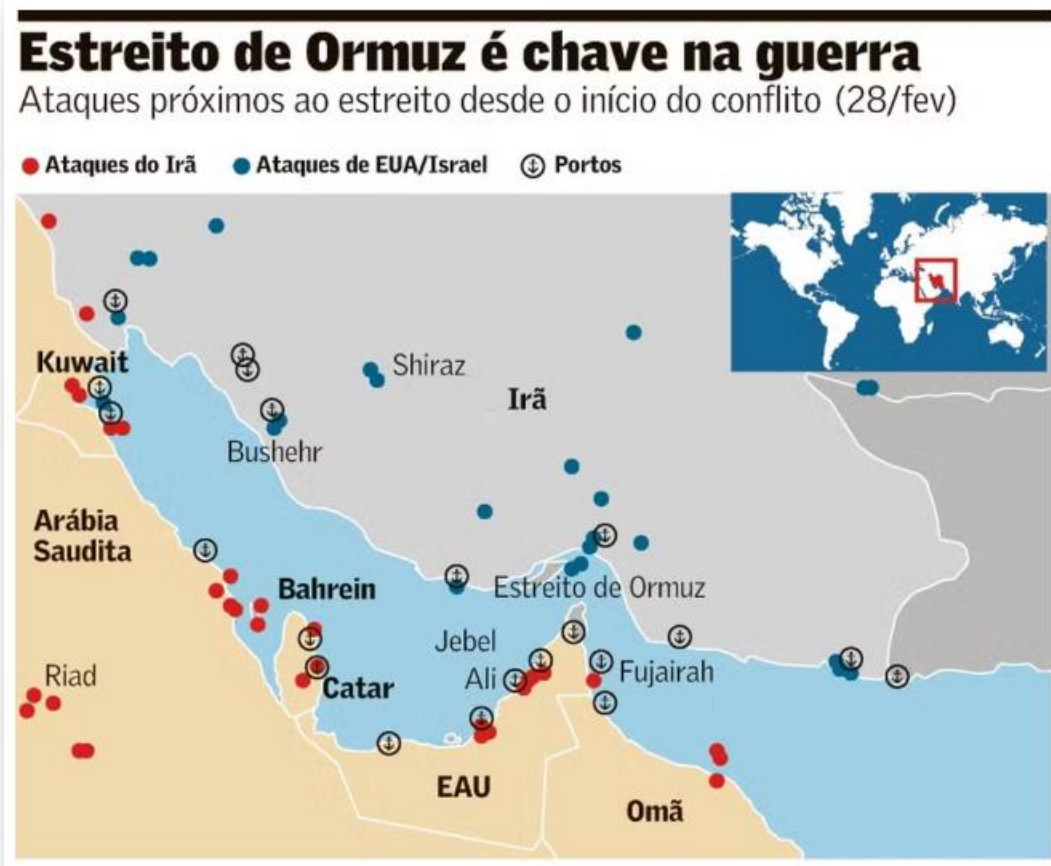 Estreito de Ormuz é chave na guerra
Ataques próximos ao estreito desde o início do conflito (28/fev)
Ataques do Irã
Ataques de EUA/Israel
Portos
Kuwait
Shiraz
Irã
Bushehr
Arábia
Saudita
Bahrein
Estreito de Ormuz
Jebel
Ali
Fujairah
Riad
Catar
EAU
Omã